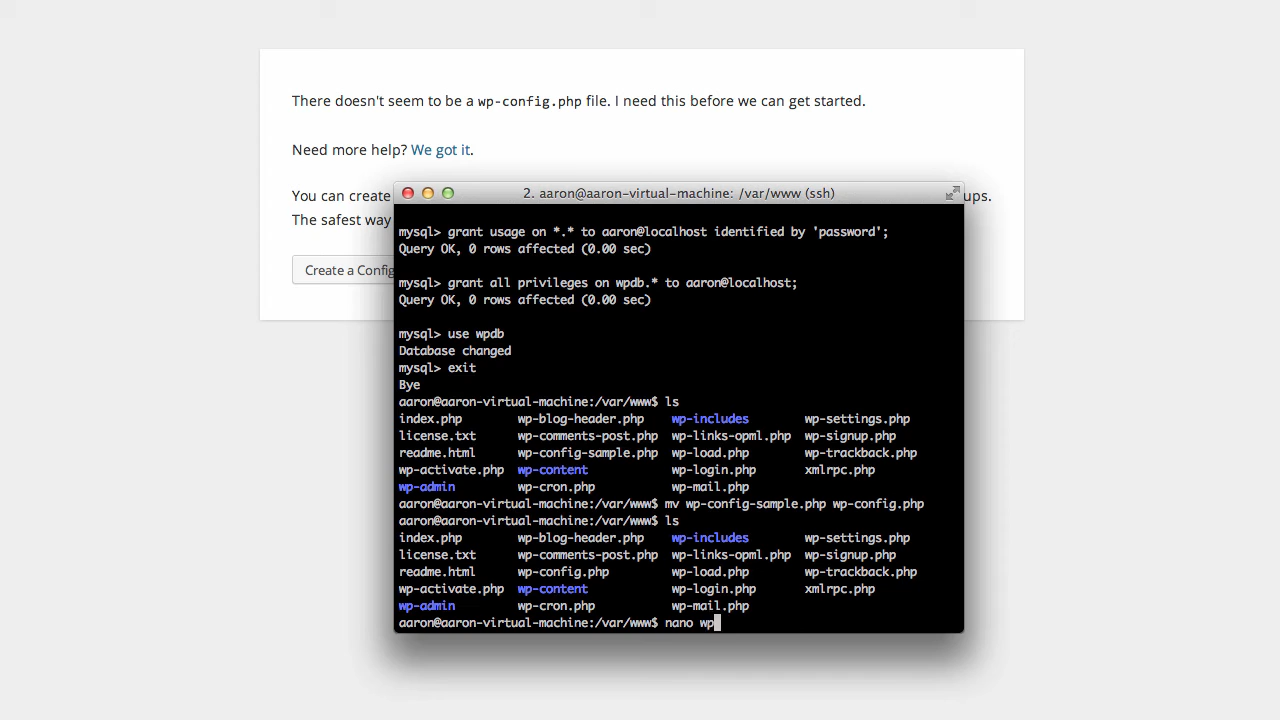 There doesn't seem to be a wp-config.php file. I need this before we can get started.
Need more help? We got it.
You can create ups.
The safest way
Create a Config
2. aaron@aaron-virtual-machine: /var/www (ssh)
mysql> grant usage on *.* to aaron@localhost identified by 'password';
Query OK, 0 rows affected (0.00 sec)
mysql> grant all privileges on wpdb.* to aaron@localhost;
Query OK, 0 rows affected (0.00 sec)
mysql> use wpdb
Database changed
mysql> exit
Bye
aaron@aaron-virtual-machine:/var/www$ ls
index.php wp-blog-header.php wp-includes wp-settings.php
license.txt wp-comments-post.php wp-links-opml.php wp-signup.php
readme.html wp-config-sample.php wp-load.php wp-trackback.php
wp-activate.php wp-content wp-login.php xmlrpc.php
wp-admin wp-cron.php wp-mail.php
aaron@aaron-virtual-machine:/var/www$ mv wp-config-sample.php wp-config.php
aaron@aaron-virtual-machine:/var/www$ ls
index.php wp-blog-header.php wp-includes wp-settings.php
license.txt wp-comments-post.php wp-links-opml.php wp-signup.php
readme.html wp-config.php wp-load.php wp-trackback.php
wp-activate.php wp-content wp-login.php xmlrpc.php
wp-admin wp-cron.php wp-mail.php
aaron@aaron-virtual-machine:/var/www$ nano wp